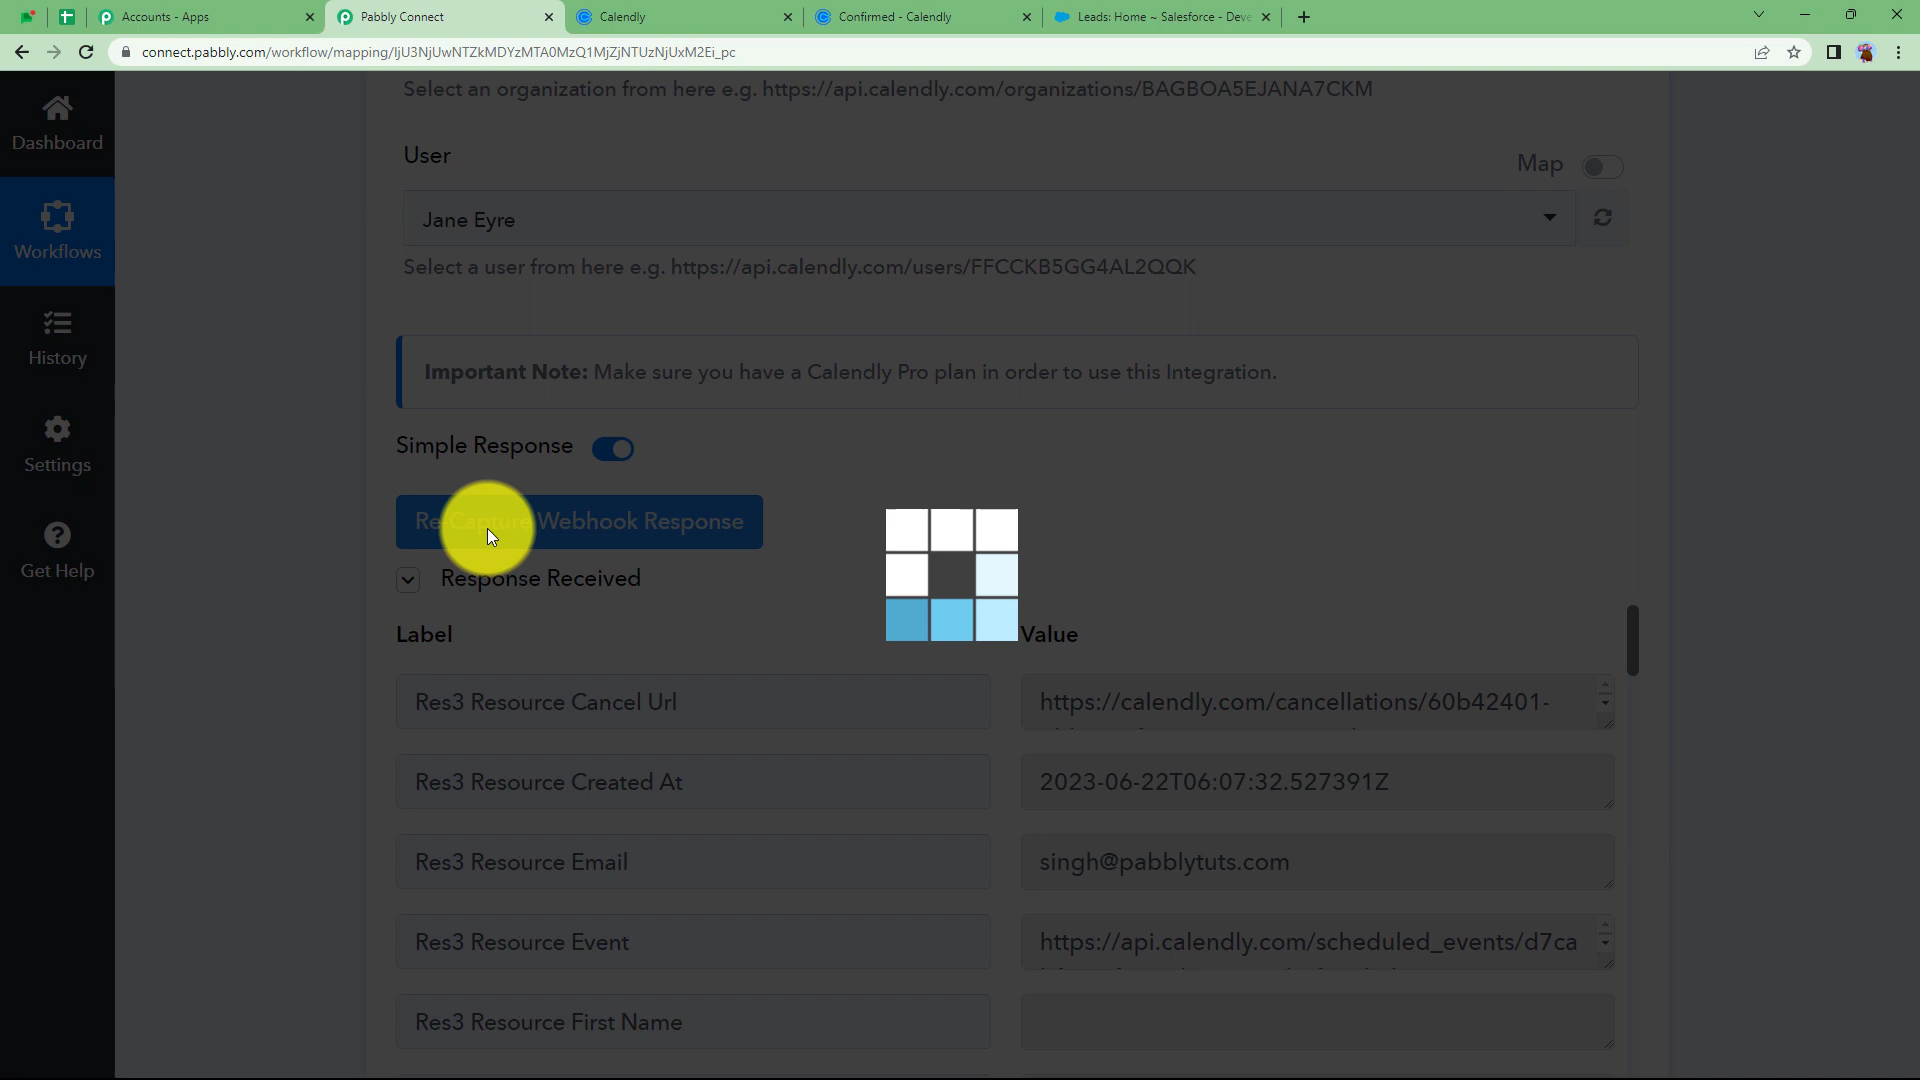 Accounts - Apps
Pabbly Connect
Calendly
Confirmed - Calendly
Leads: Home ~ Salesforce - Deve
connect.pabbly.com/workflow/mapping/IjU3NjUwNTZkMDYzMTA0MzQ1MjZjNTUzNjUxM2Ei_pc
Dashboard
Workflows
History
Settings
Get Help
Select an organization from here e.g. https://api.calendly.com/organizations/BAGBOA5EJANA7CKM
User
Map
Jane Eyre
Select a user from here e.g. https://api.calendly.com/users/FFCCKB5GG4AL2QQK
Important Note: Make sure you have a Calendly Pro plan in order to use this Integration.
Simple Response
Re-Capture Webhook Response
Response Received
Label
Value
Res3 Resource Cancel Url
https://calendly.com/cancellations/60b42401-
Res3 Resource Created At
2023-06-22T06:07:32.527391Z
Res3 Resource Email
singh@pabblytuts.com
Res3 Resource Event
https://api.calendly.com/scheduled_events/d7ca
Res3 Resource First Name